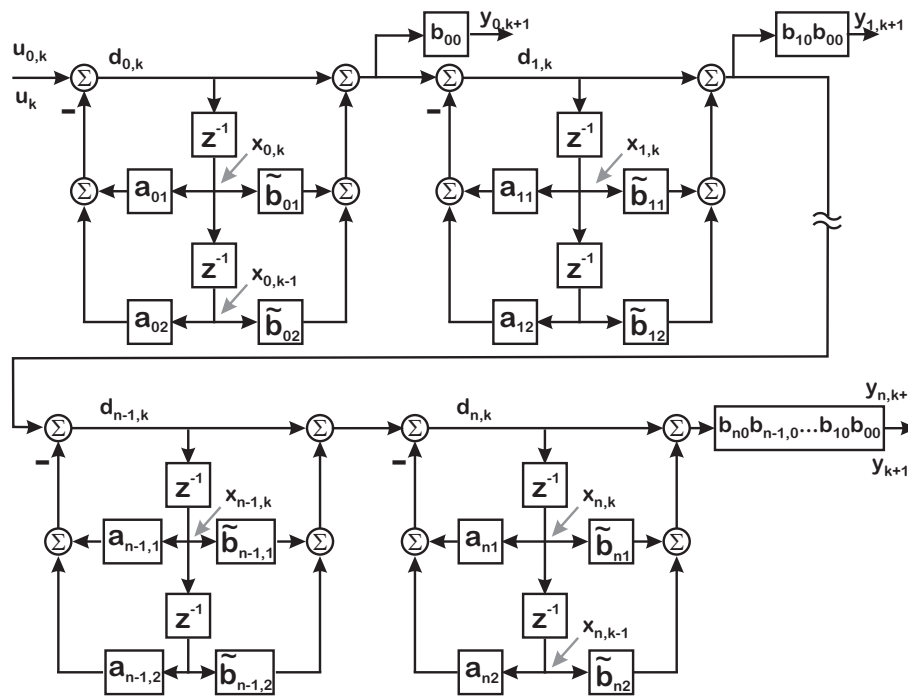 u₀,ₖ
uₖ
Σ
d₀,ₖ
Σ
b₀₀
y₀,ₖ₊₁
Σ
d₁,ₖ
Σ
b₁₀b₀₀
y₁,ₖ₊₁
−
z⁻¹
x₀,ₖ
−
z⁻¹
x₁,ₖ
Σ
a₀₁
b̃₀₁
Σ
Σ
a₁₁
b̃₁₁
Σ
z⁻¹
x₀,ₖ₋₁
z⁻¹
a₀₂
b̃₀₂
a₁₂
b̃₁₂
Σ
dₙ₋₁,ₖ
Σ
Σ
dₙ,ₖ
Σ
bₙ₀bₙ₋₁,₀...b₁₀b₀₀
yₙ,ₖ₊
yₖ₊₁
−
z⁻¹
xₙ₋₁,ₖ
−
z⁻¹
xₙ,ₖ
Σ
aₙ₋₁,₁
b̃ₙ₋₁,₁
Σ
Σ
aₙ₁
b̃ₙ₁
Σ
z⁻¹
z⁻¹
xₙ,ₖ₋₁
aₙ₋₁,₂
b̃ₙ₋₁,₂
aₙ₂
b̃ₙ₂